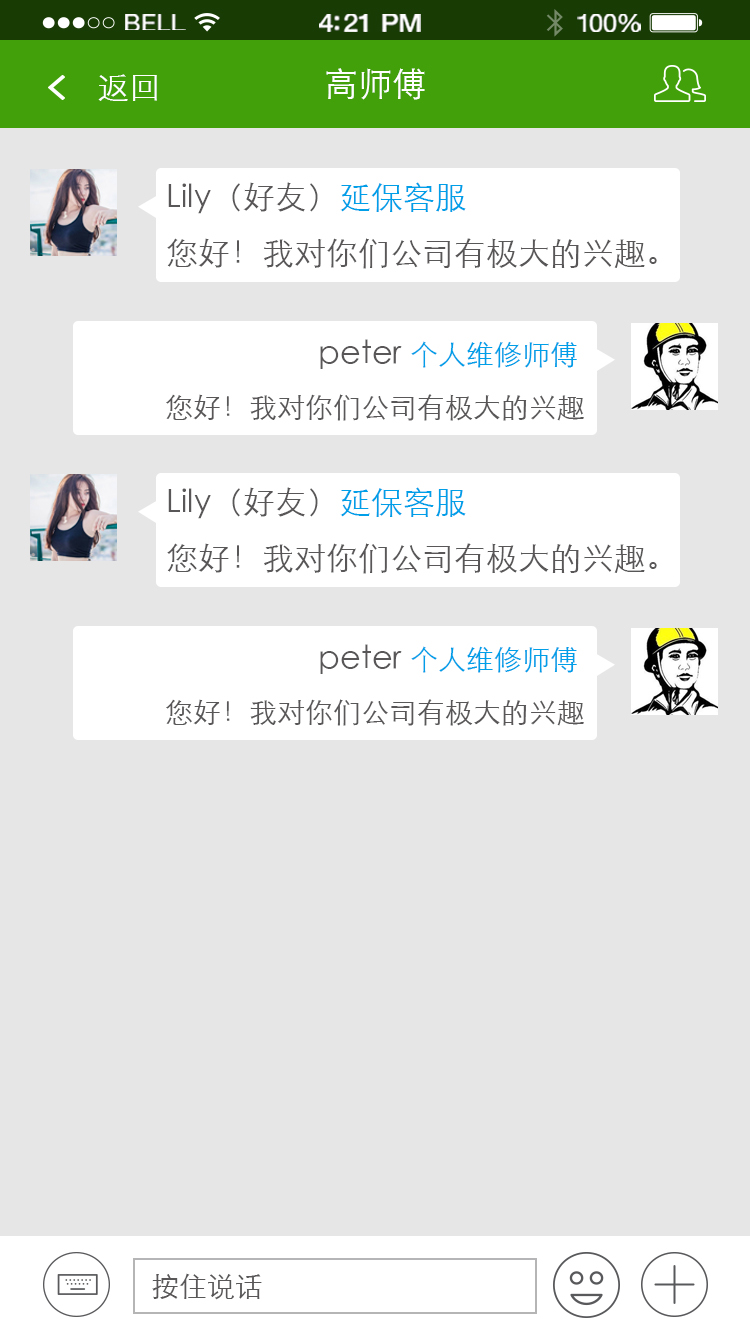 BELL 4:21 PM 100%
返回 高师傅
Lily（好友）延保客服
您好！我对你们公司有极大的兴趣。
peter 个人维修师傅
您好！我对你们公司有极大的兴趣
Lily（好友）延保客服
您好！我对你们公司有极大的兴趣。
peter 个人维修师傅
您好！我对你们公司有极大的兴趣
按住说话